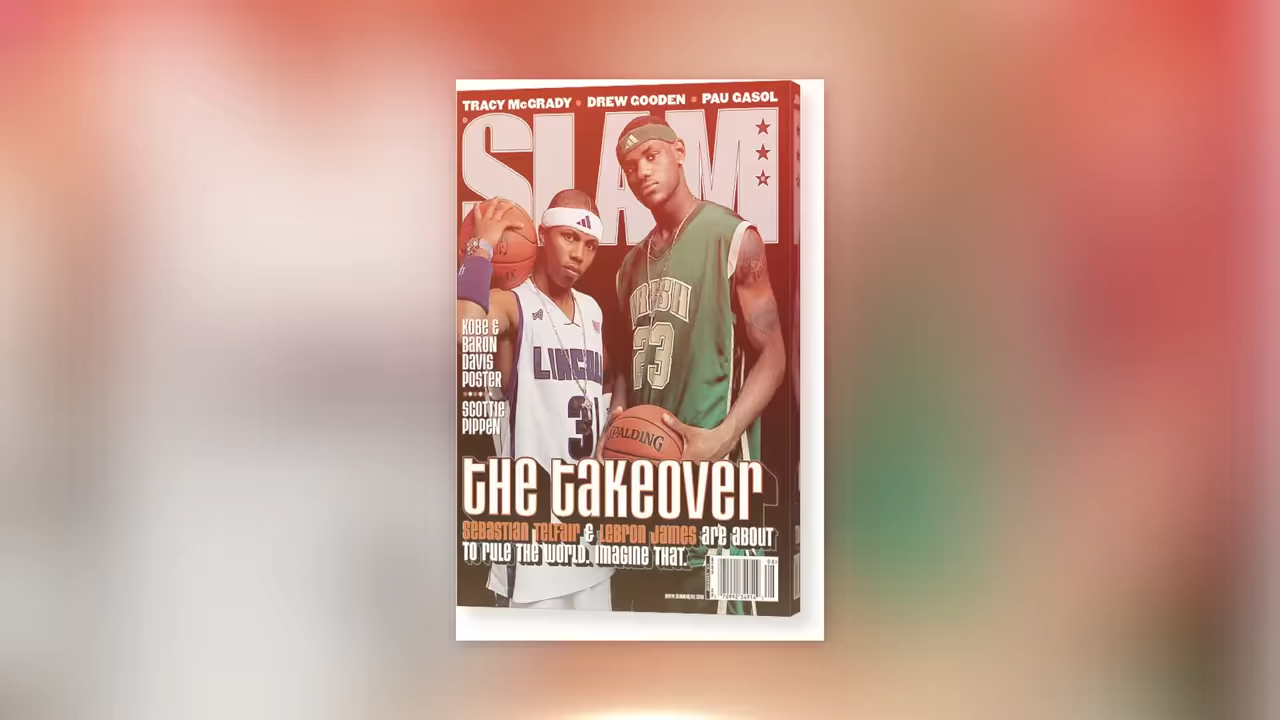 TRACY McGRADY • DREW GOODEN • PAU GASOL
SLAM
IRISH
23
LINCOLN
31
SPALDING
KOBE &
BARON
DAVIS
POSTER
SCOTTIE
PIPPEN
the takeover
SEBASTIAN TELFAIR & LEBRON JAMES are about
to rule the world. imagine that.